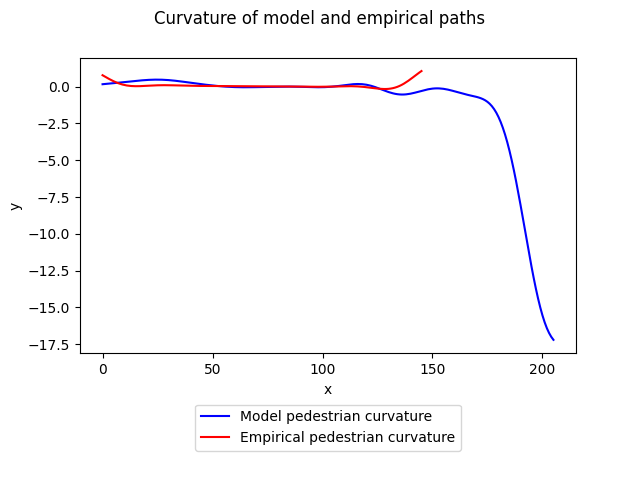 Curvature of model and empirical paths
0.0
−2.5
−5.0
−7.5
−10.0
−12.5
−15.0
−17.5
y
0 50 100 150 200
x
Model pedestrian curvature
Empirical pedestrian curvature